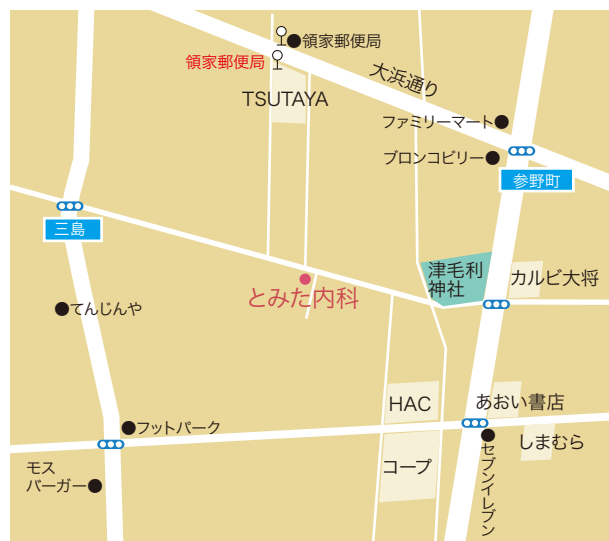 領家郵便局
領家郵便局
大浜通り
TSUTAYA
ファミリーマート
ブロンコビリー
参野町
三島
津毛利
神社
カルビ大将
とみた内科
てんじんや
HAC
あおい書店
フットパーク
しまむら
コープ
セブンイレブン
モス
バーガー